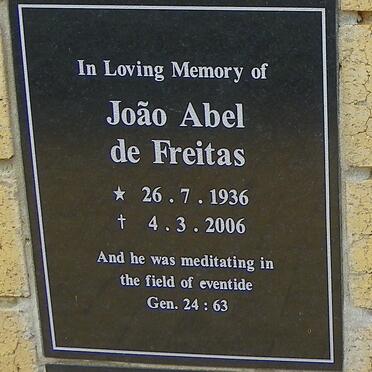 In Loving Memory of
João Abel
de Freitas
★ 26 . 7 . 1936
† 4 . 3 . 2006
And he was meditating in
the field of eventide
Gen. 24 : 63